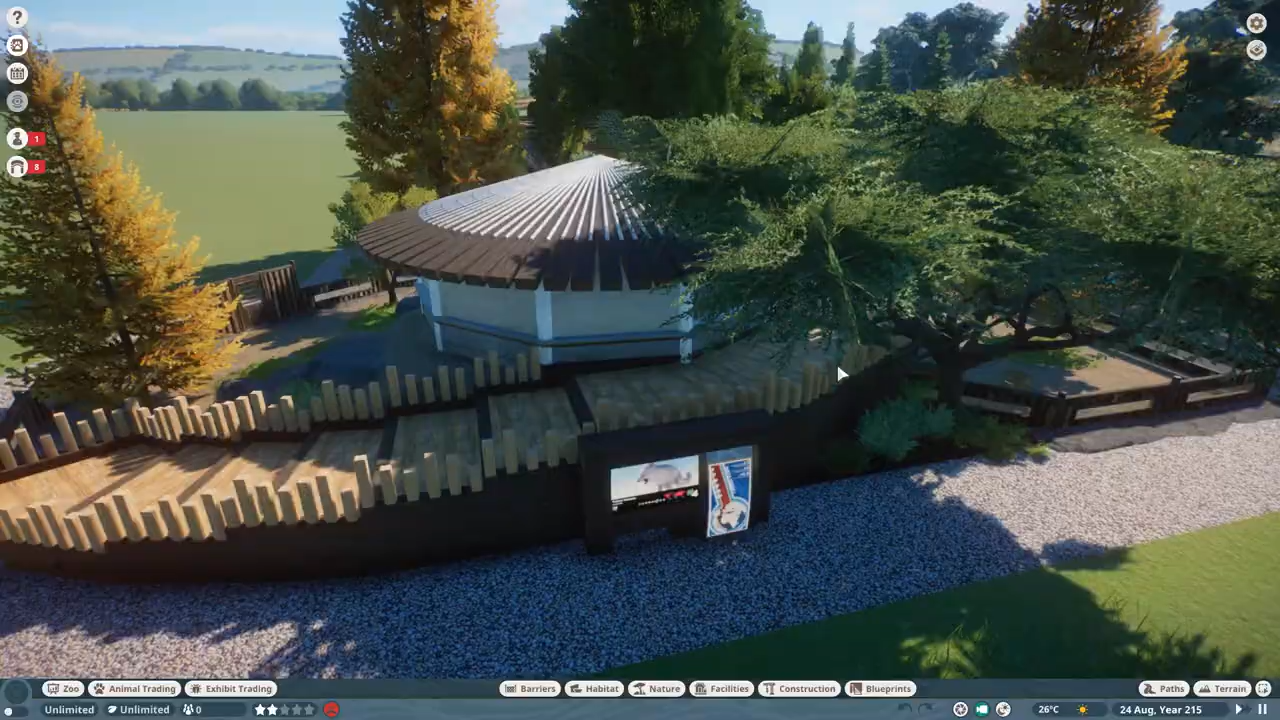 ?
1
8
Zoo
Animal Trading
Exhibit Trading
Barriers
Habitat
Nature
Facilities
Construction
Blueprints
Paths
Terrain
Unlimited
Unlimited
0
26°C
24 Aug, Year 215